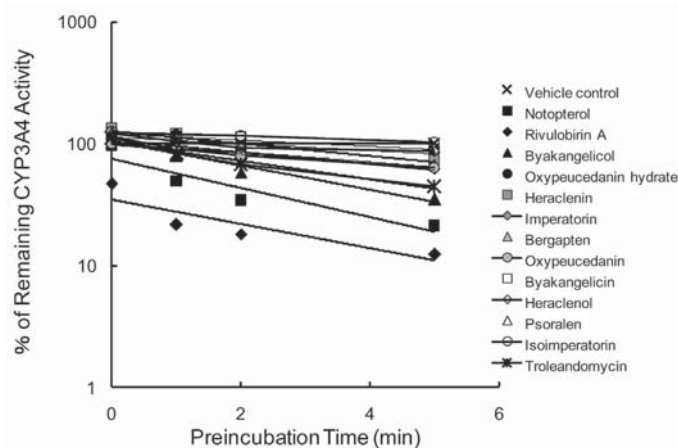 % of Remaining CYP3A4 Activity
1000
100
10
1
0
2
4
6
Preincubation Time (min)
Vehicle control
Notopterol
Rivulobirin A
Byakangelicol
Oxypeucedanin hydrate
Heraclenin
Imperatorin
Bergapten
Oxypeucedanin
Byakangelicin
Heraclenol
Psoralen
Isoimperatorin
Troleandomycin